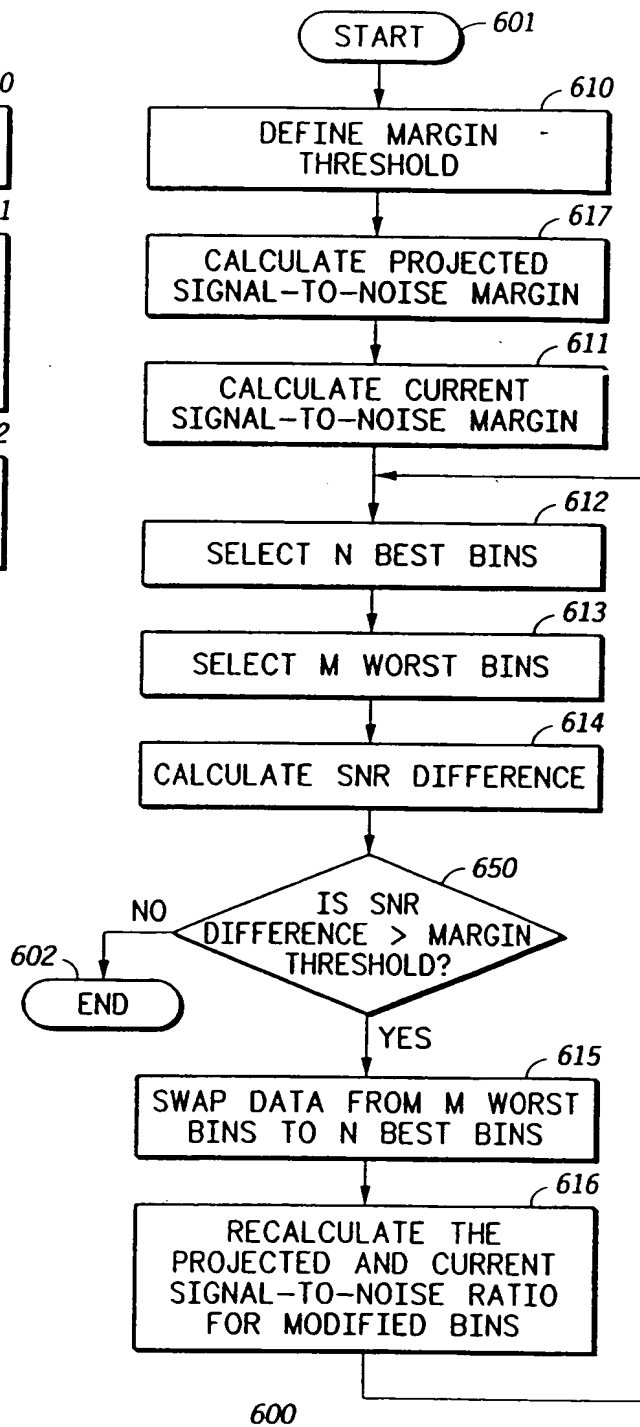 START
601
610
0
DEFINE MARGIN
THRESHOLD
1
617
CALCULATE PROJECTED
SIGNAL-TO-NOISE MARGIN
611
CALCULATE CURRENT
SIGNAL-TO-NOISE MARGIN
2
612
SELECT N BEST BINS
613
SELECT M WORST BINS
614
CALCULATE SNR DIFFERENCE
650
IS SNR
DIFFERENCE > MARGIN
THRESHOLD?
NO
602
END
YES
615
SWAP DATA FROM M WORST
BINS TO N BEST BINS
616
RECALCULATE THE
PROJECTED AND CURRENT
SIGNAL-TO-NOISE RATIO
FOR MODIFIED BINS
600